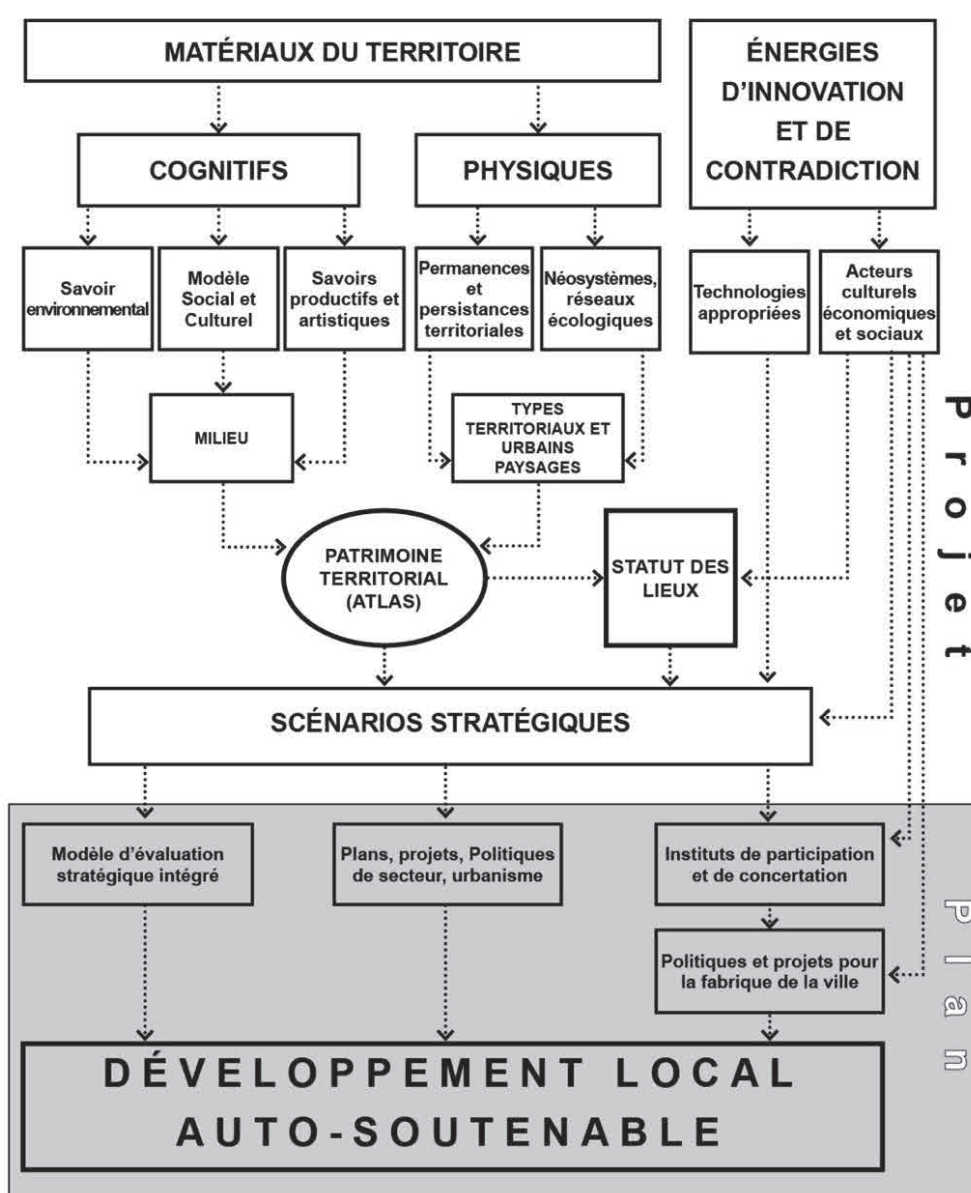 MATÉRIAUX DU TERRITOIRE
ÉNERGIES
D'INNOVATION
ET DE
CONTRADICTION
COGNITIFS
PHYSIQUES
Savoir
environnemental
Modèle
Social et
Culturel
Savoirs
productifs et
artistiques
Permanences
et
persistances
territoriales
Néosystèmes,
réseaux
écologiques
Technologies
appropriées
Acteurs
culturels
économiques
et sociaux
MILIEU
TYPES
TERRITORIAUX ET
URBAINS
PAYSAGES
Projet
PATRIMOINE
TERRITORIAL
(ATLAS)
STATUT DES
LIEUX
SCÉNARIOS STRATÉGIQUES
Modèle d'évaluation
stratégique intégré
Plans, projets, Politiques
de secteur, urbanisme
Instituts de participation
et de concertation
Politiques et projets pour
la fabrique de la ville
Plan
DÉVELOPPEMENT LOCAL
AUTO-SOUTENABLE